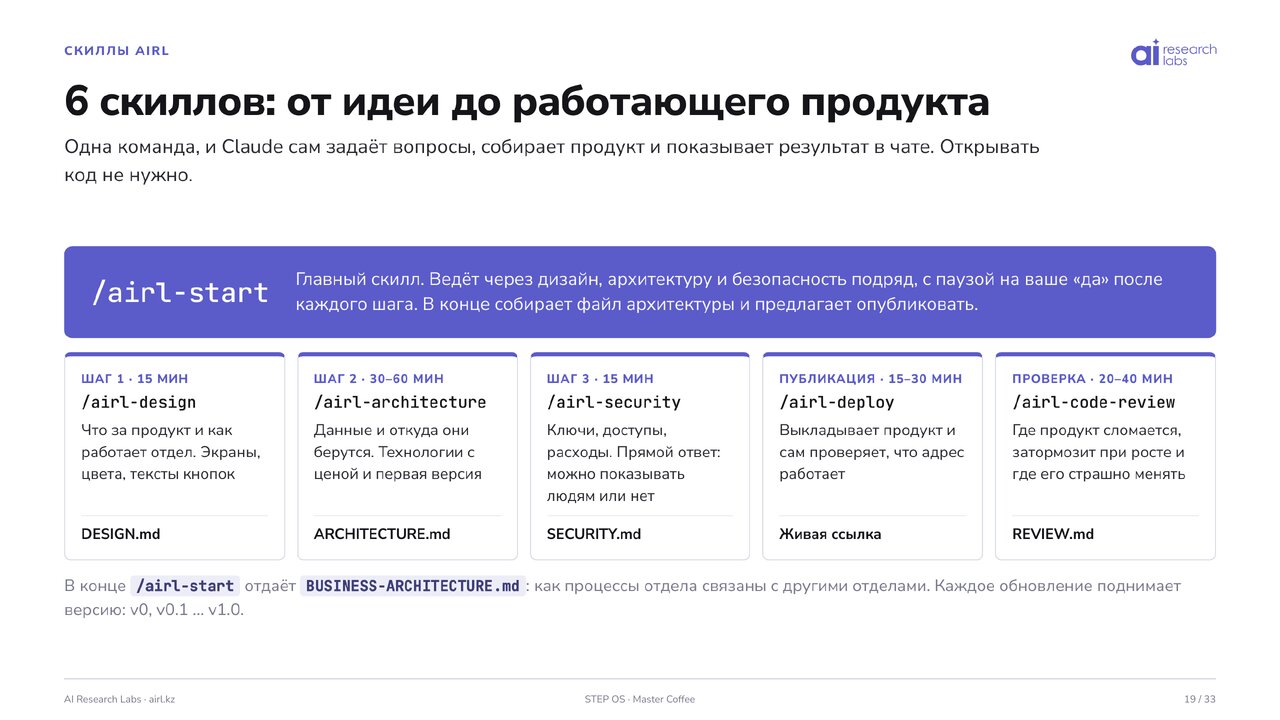 СКИЛЛЫ AIRL
ai research labs
6 скиллов: от идеи до работающего продукта
Одна команда, и Claude сам задаёт вопросы, собирает продукт и показывает результат в чате. Открывать
код не нужно.
/airl-start
Главный скилл. Ведёт через дизайн, архитектуру и безопасность подряд, с паузой на ваше «да» после
каждого шага. В конце собирает файл архитектуры и предлагает опубликовать.
ШАГ 1 · 15 МИН
/airl-design
Что за продукт и как
работает отдел. Экраны,
цвета, тексты кнопок
DESIGN.md
ШАГ 2 · 30–60 МИН
/airl-architecture
Данные и откуда они
берутся. Технологии с
ценой и первая версия
ARCHITECTURE.md
ШАГ 3 · 15 МИН
/airl-security
Ключи, доступы,
расходы. Прямой ответ:
можно показывать
людям или нет
SECURITY.md
ПУБЛИКАЦИЯ · 15–30 МИН
/airl-deploy
Выкладывает продукт и
сам проверяет, что адрес
работает
Живая ссылка
ПРОВЕРКА · 20–40 МИН
/airl-code-review
Где продукт сломается,
затормозит при росте и
где его страшно менять
REVIEW.md
В конце /airl-start отдаёт BUSINESS-ARCHITECTURE.md : как процессы отдела связаны с другими отделами. Каждое обновление поднимает
версию: v0, v0.1 … v1.0.
AI Research Labs · airl.kz
STEP OS · Master Coffee
19 / 33